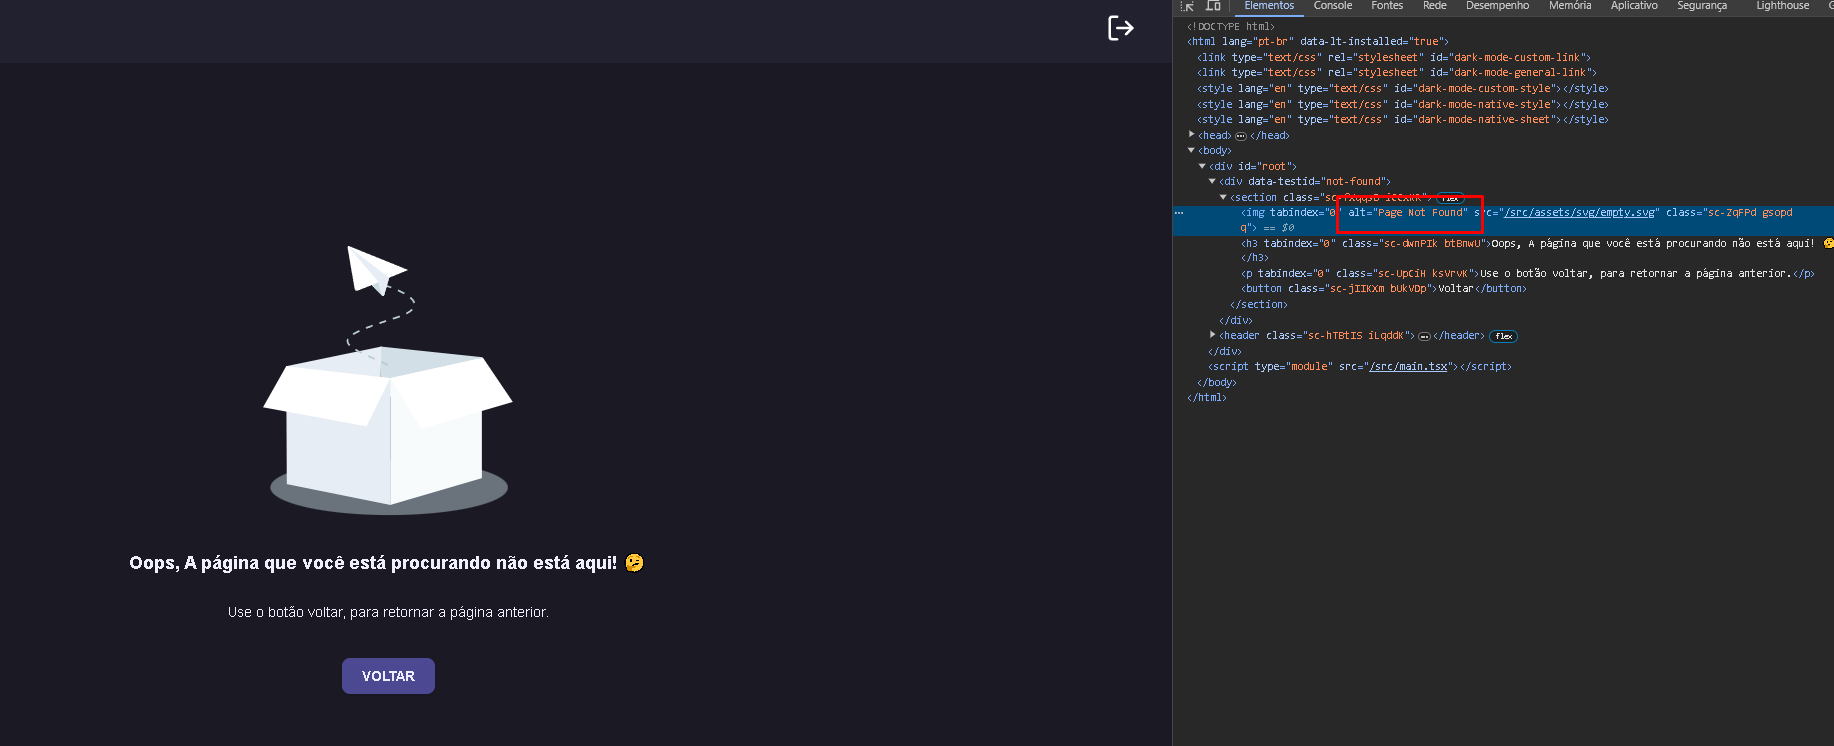 Oops, A página que você está procurando não está aqui! 🤔
Use o botão voltar, para retornar a página anterior.
VOLTAR
Elementos Console Fontes Rede Desempenho Memória Aplicativo Segurança Lighthouse
<!DOCTYPE html>
<html lang="pt-br" data-lt-installed="true">
<link type="text/css" rel="stylesheet" id="dark-mode-custom-link">
<link type="text/css" rel="stylesheet" id="dark-mode-general-link">
<style lang="en" type="text/css" id="dark-mode-custom-style"></style>
<style lang="en" type="text/css" id="dark-mode-native-style"></style>
<style lang="en" type="text/css" id="dark-mode-native-sheet"></style>
<head> ⋯ </head>
<body>
<div id="root">
<div data-testid="not-found">
<section flex
<img tabindex="0" alt="Page Not Found" src="/src/assets/svg/empty.svg" class="sc-ZqFPd gsopd
q"> == $0
<h3 tabindex="0" class="sc-dwnPIk btBnwU">Oops, A página que você está procurando não está aqui! 🤔
</h3>
<p tabindex="0" class="sc-UpCiH ksVrvK">Use o botão voltar, para retornar a página anterior.</p>
<button class="sc-jIIKXm bUkVDp">Voltar</button>
</section>
</div>
<header class="sc-hTBtIS iLqddK"> ⋯ </header> flex
</div>
<script type="module" src="/src/main.tsx"></script>
</body>
</html>